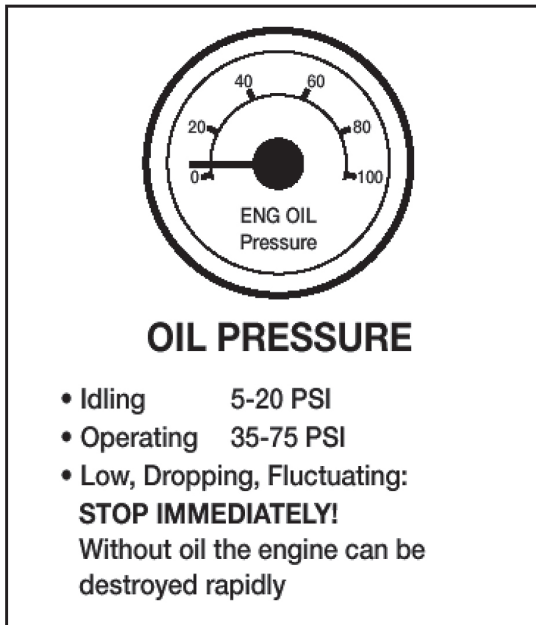 40 60
20 80
0 100
ENG OIL
Pressure
OIL PRESSURE
• Idling 5-20 PSI
• Operating 35-75 PSI
• Low, Dropping, Fluctuating:
STOP IMMEDIATELY!
Without oil the engine can be
destroyed rapidly